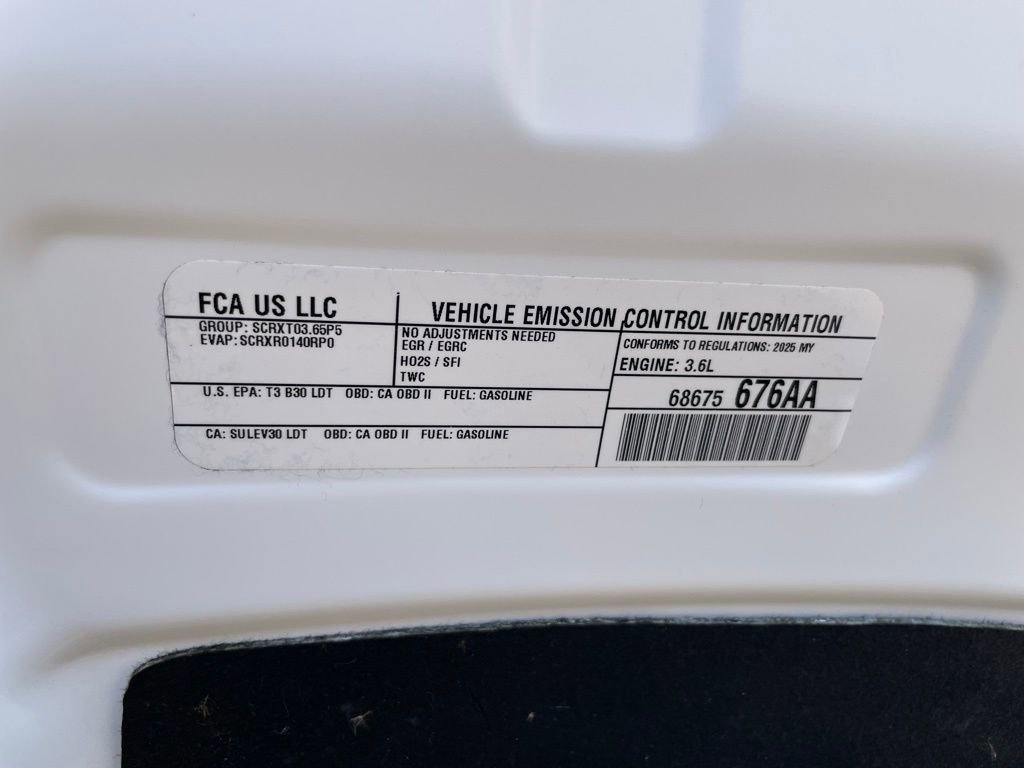 FCA US LLC
VEHICLE EMISSION CONTROL INFORMATION
GROUP: SCRXT03.65P5
EVAP: SCRXR0140RP0
NO ADJUSTMENTS NEEDED
EGR / EGRC
HO2S / SFI
TWC
CONFORMS TO REGULATIONS: 2025 MY
ENGINE: 3.6L
U.S. EPA: T3 B30 LDT OBD: CA OBD II FUEL: GASOLINE
68675 676AA
CA: SULEV30 LDT OBD: CA OBD II FUEL: GASOLINE